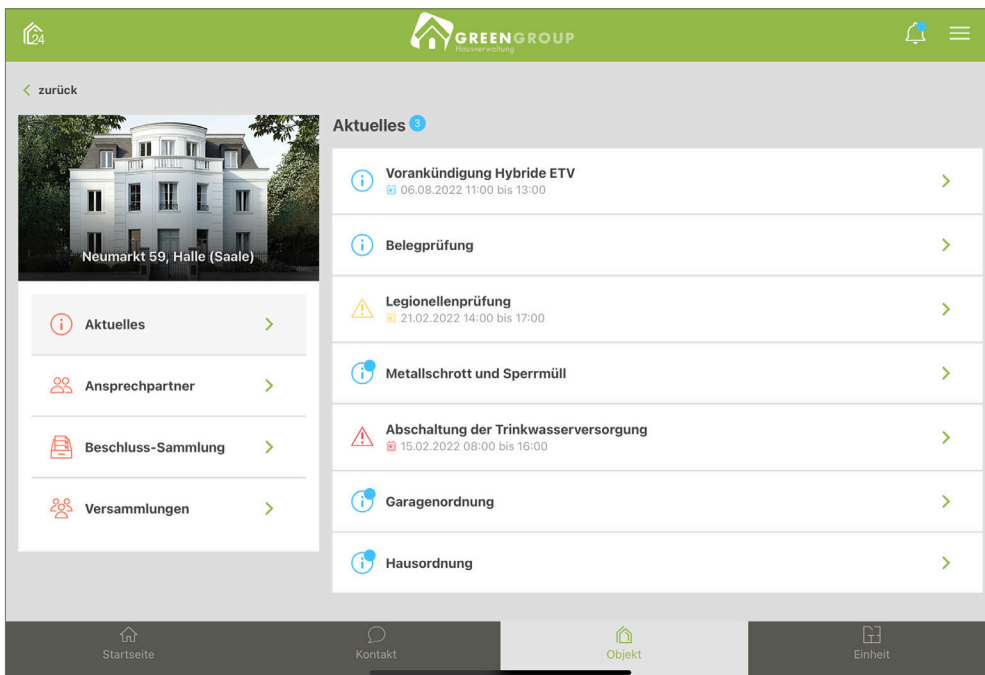 24
GREENGROUP
Hausverwaltung
zurück
Neumarkt 59, Halle (Saale)
Aktuelles
Ansprechpartner
Beschluss-Sammlung
Versammlungen
Aktuelles 3
Vorankündigung Hybride ETV
06.08.2022 11:00 bis 13:00
Belegprüfung
Legionellenprüfung
21.02.2022 14:00 bis 17:00
Metallschrott und Sperrmüll
Abschaltung der Trinkwasserversorgung
15.02.2022 08:00 bis 16:00
Garagenordnung
Hausordnung
Startseite
Kontakt
Objekt
Einheit